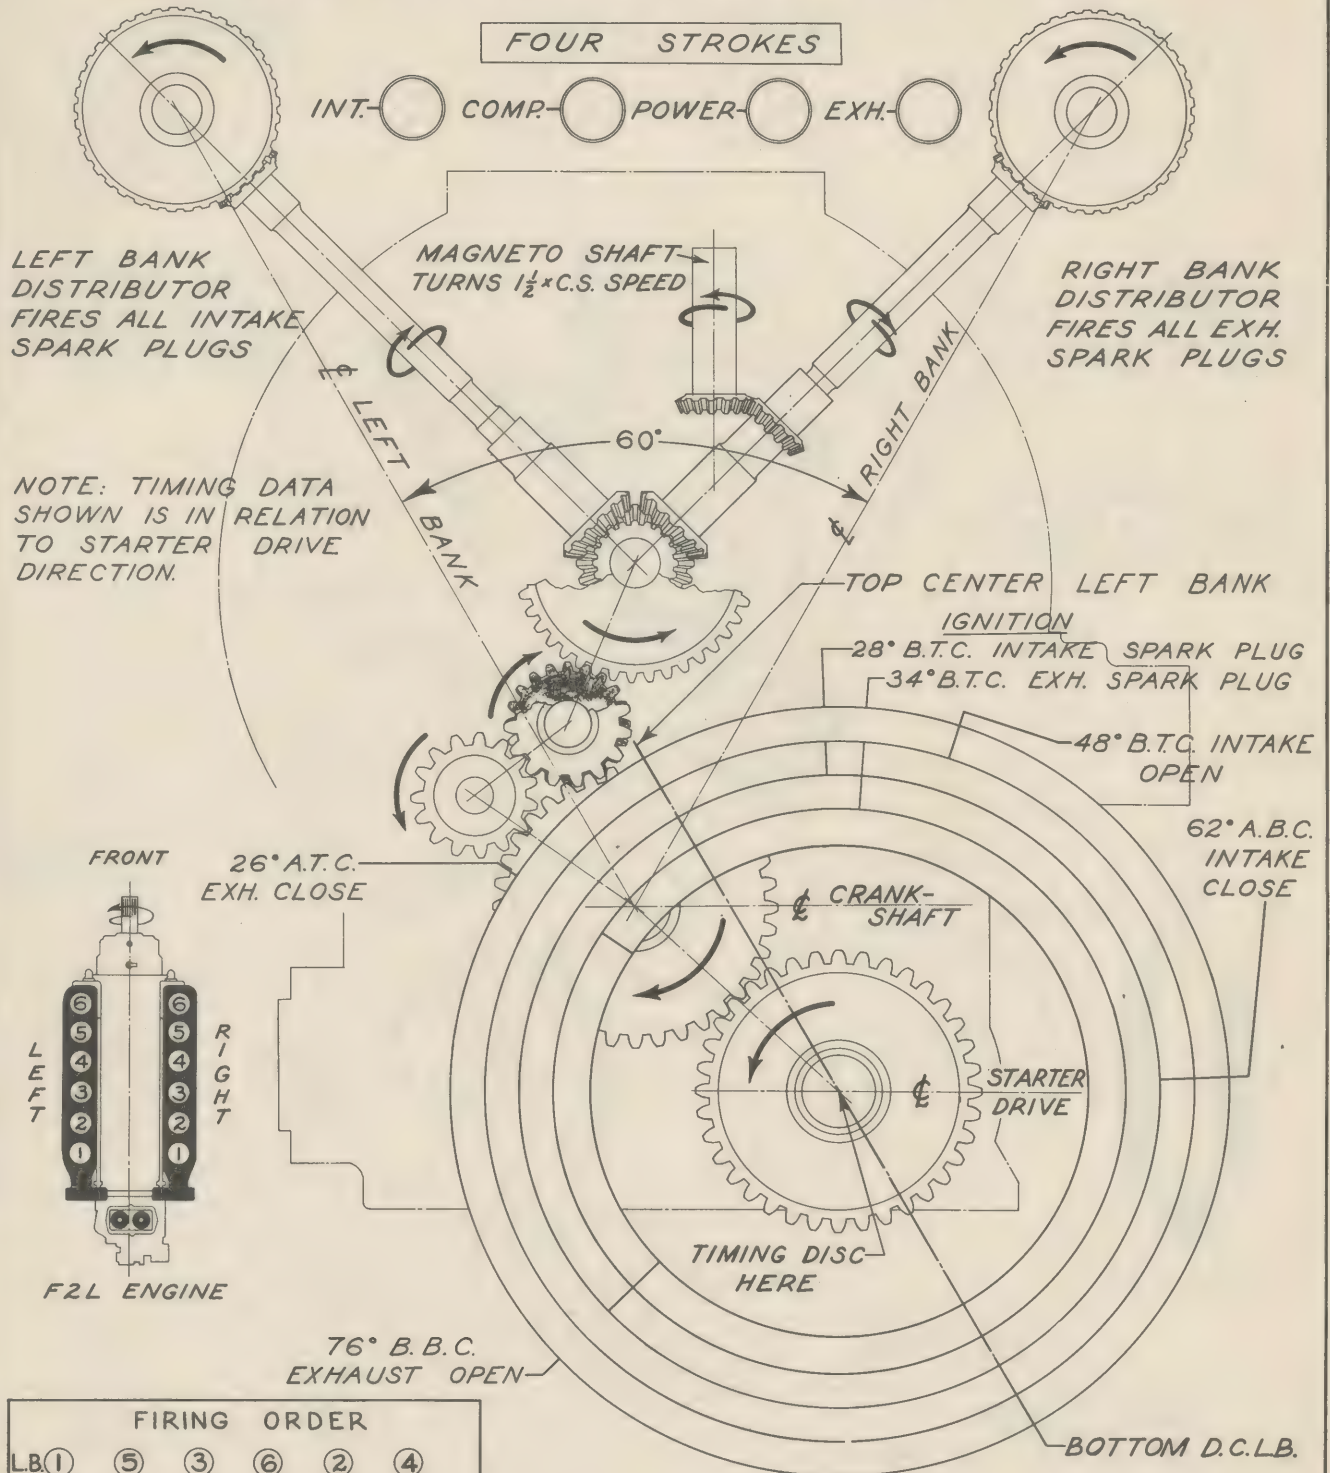 FOUR STROKES
INT.
COMP.
POWER
EXH.
LEFT BANK
DISTRIBUTOR
FIRES ALL INTAKE
SPARK PLUGS
MAGNETO SHAFT
TURNS 1½ × C.S. SPEED
RIGHT BANK
DISTRIBUTOR
FIRES ALL EXH.
SPARK PLUGS
℄ LEFT BANK
60°
℄ RIGHT BANK
NOTE: TIMING DATA
SHOWN IS IN RELATION
TO STARTER DRIVE
DIRECTION.
TOP CENTER LEFT BANK
IGNITION
28° B.T.C. INTAKE SPARK PLUG
34° B.T.C. EXH. SPARK PLUG
48° B.T.C. INTAKE
OPEN
62° A.B.C.
INTAKE
CLOSE
26° A.T.C.
EXH. CLOSE
℄ CRANK-
SHAFT
℄ STARTER
DRIVE
TIMING DISC
HERE
FRONT
LEFT
6 6
5 5
4 4
3 3
2 2
1 1
RIGHT
F2L ENGINE
76° B.B.C.
EXHAUST OPEN
BOTTOM D.C.L.B.
FIRING ORDER
L.B. 1 5 3 6 2 4